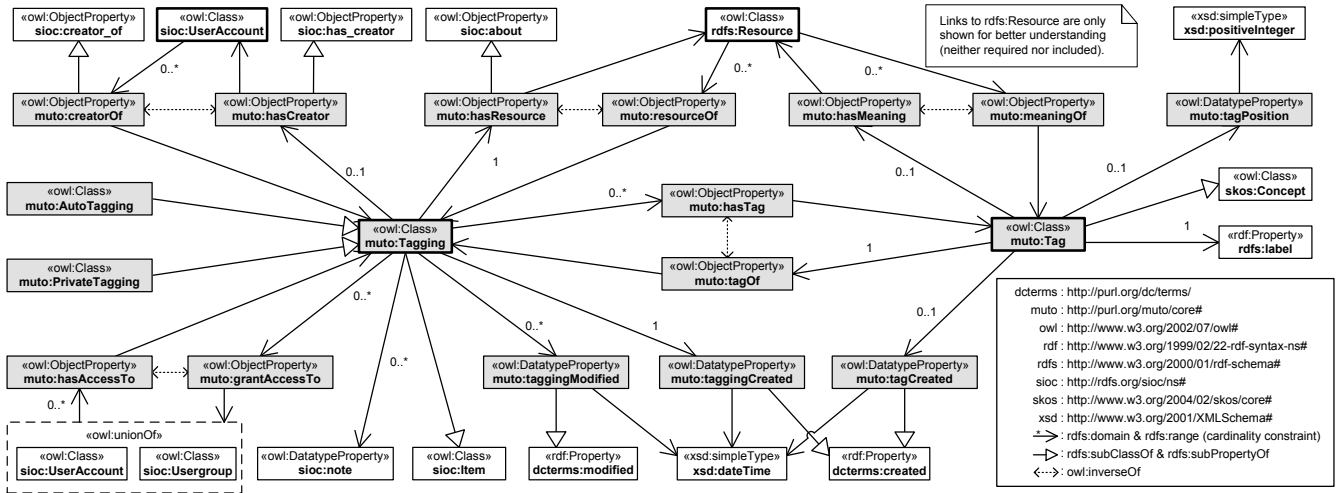 «owl:ObjectProperty»
sioc:creator_of
«owl:Class»
sioc:UserAccount
«owl:ObjectProperty»
sioc:has_creator
«owl:ObjectProperty»
sioc:about
«owl:Class»
rdfs:Resource
Links to rdfs:Resource are only
shown for better understanding
(neither required nor included).
«xsd:simpleType»
xsd:positiveInteger
0..*
0..*
0..*
«owl:ObjectProperty»
muto:creatorOf
«owl:ObjectProperty»
muto:hasCreator
«owl:ObjectProperty»
muto:hasResource
«owl:ObjectProperty»
muto:resourceOf
«owl:ObjectProperty»
muto:hasMeaning
«owl:ObjectProperty»
muto:meaningOf
«owl:DatatypeProperty»
muto:tagPosition
0..1
1
0..1
0..1
«owl:Class»
muto:AutoTagging
«owl:Class»
skos:Concept
0..*
«owl:ObjectProperty»
muto:hasTag
«owl:Class»
muto:Tagging
«owl:Class»
muto:Tag
1
«rdf:Property»
rdfs:label
«owl:Class»
muto:PrivateTagging
1
«owl:ObjectProperty»
muto:tagOf
0..*
0..*
0..*
1
0..1
«owl:ObjectProperty»
muto:hasAccessTo
«owl:ObjectProperty»
muto:grantAccessTo
«owl:DatatypeProperty»
muto:taggingModified
«owl:DatatypeProperty»
muto:taggingCreated
«owl:DatatypeProperty»
muto:tagCreated
0..*
«owl:unionOf»
«owl:Class»
sioc:UserAccount
«owl:Class»
sioc:Usergroup
«owl:DatatypeProperty»
sioc:note
«owl:Class»
sioc:Item
«rdf:Property»
dcterms:modified
«xsd:simpleType»
xsd:dateTime
«rdf:Property»
dcterms:created
dcterms : http://purl.org/dc/terms/
muto : http://purl.org/muto/core#
owl : http://www.w3.org/2002/07/owl#
rdf : http://www.w3.org/1999/02/22-rdf-syntax-ns#
rdfs : http://www.w3.org/2000/01/rdf-schema#
sioc : http://rdfs.org/sioc/ns#
skos : http://www.w3.org/2004/02/skos/core#
xsd : http://www.w3.org/2001/XMLSchema#
* : rdfs:domain & rdfs:range (cardinality constraint)
: rdfs:subClassOf & rdfs:subPropertyOf
: owl:inverseOf